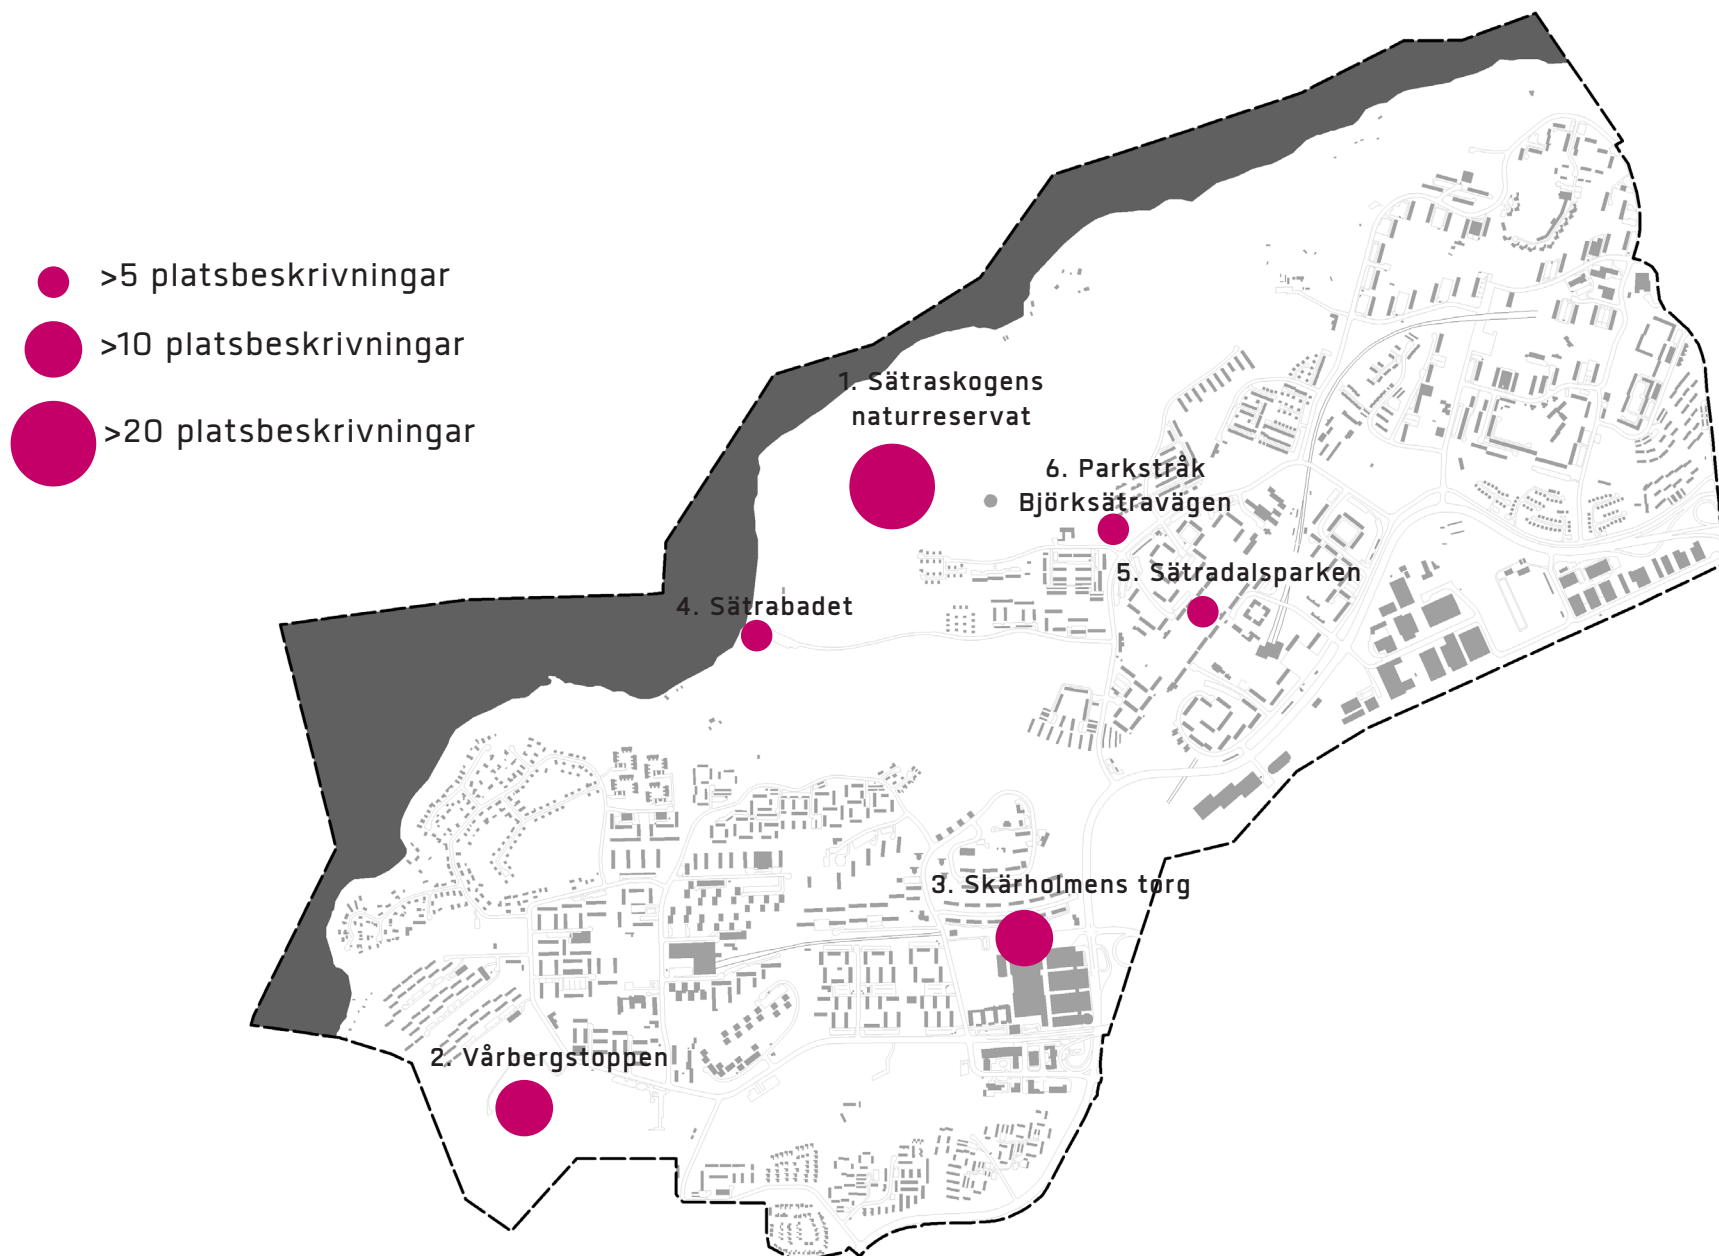 >5 platsbeskrivningar
>10 platsbeskrivningar
>20 platsbeskrivningar
1. Sätraskogens
naturreservat
6. Parkstråk
Björksätravägen
5. Sätradalsparken
4. Sätrabadet
3. Skärholmens torg
2. Vårbergstoppen